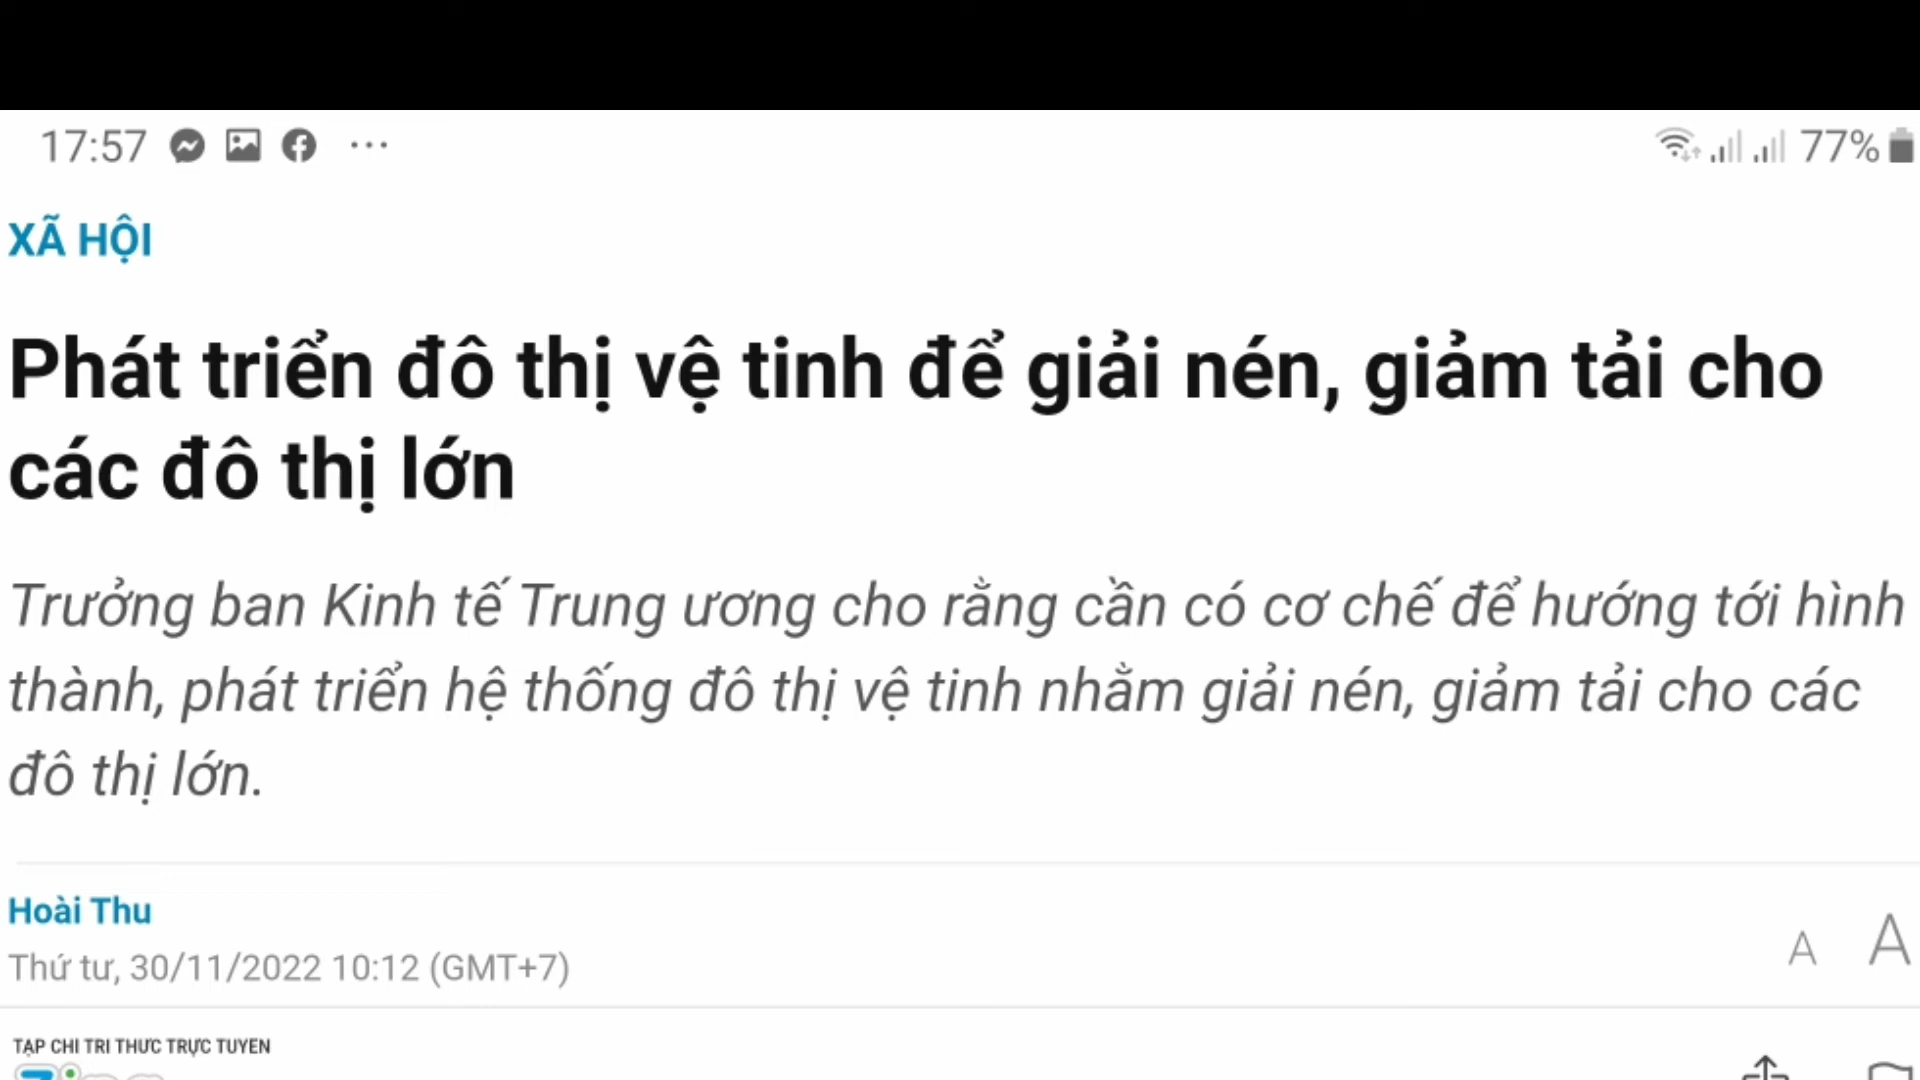 17:57 ... 77%
XÃ HỘI
Phát triển đô thị vệ tinh để giải nén, giảm tải cho
các đô thị lớn
Trưởng ban Kinh tế Trung ương cho rằng cần có cơ chế để hướng tới hình
thành, phát triển hệ thống đô thị vệ tinh nhằm giải nén, giảm tải cho các
đô thị lớn.
Hoài Thu
Thứ tư, 30/11/2022 10:12 (GMT+7)
A A
TẠP CHI TRI THƯC TRỰC TUYEN